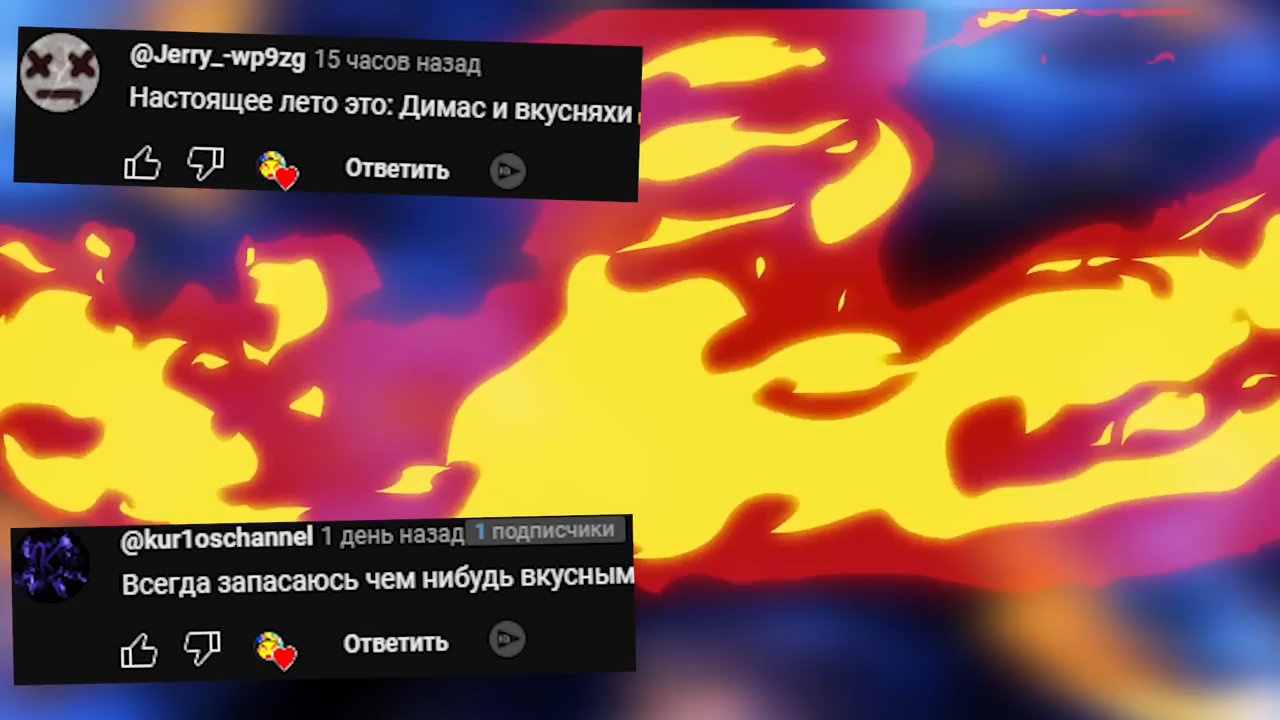 @Jerry_-wp9zg 15 часов назад
Настоящее лето это: Димас и вкусняхи
Ответить
@kur1oschannel 1 день назад 1 подписчики
Всегда запасаюсь чем нибудь вкусным
Ответить